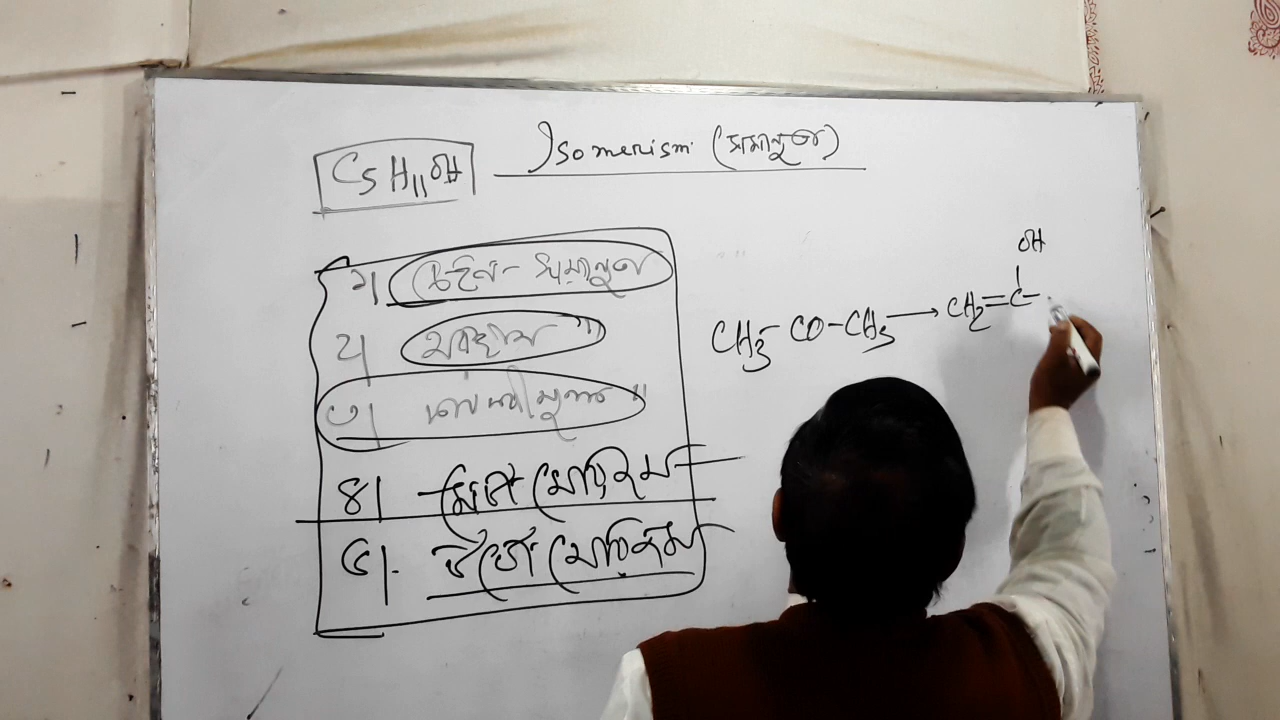 Isomerism (সমানুতা)
C5H11OH
১। চেইন- সমানুতা
২। অবস্থান "
৩। কার্যকরীমূলক "
৪। মিটা মোরিজম
৫। টটো মোরিজম
CH3-CO-CH3 → CH2=C-
OH